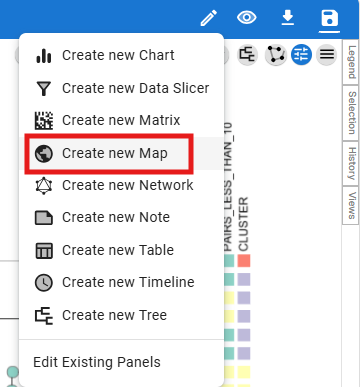 Create new Chart
Create new Data Slicer
Create new Matrix
Create new Map
Create new Network
Create new Note
Create new Table
Create new Timeline
Create new Tree
Edit Existing Panels
PAIRS_LESS_THAN_10
CLUSTER
Legend
Selection
History
Views